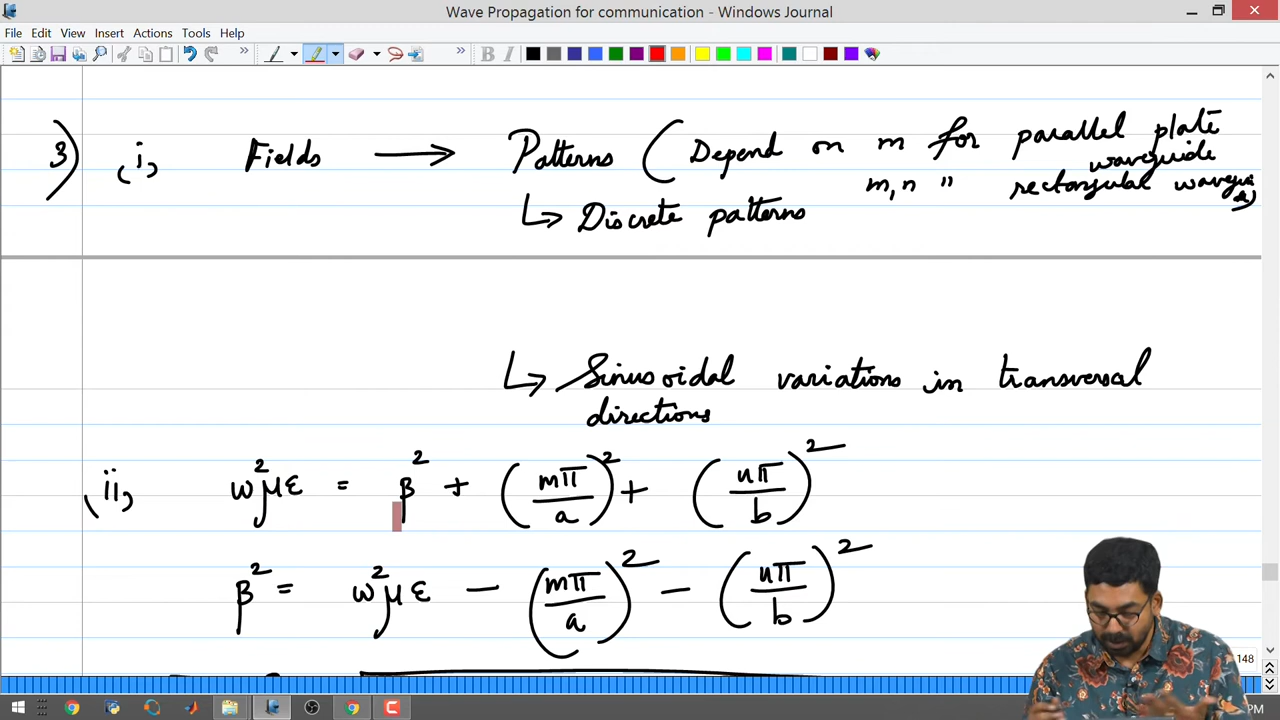 Wave Propagation for communication - Windows Journal
File Edit View Insert Actions Tools Help
3) (i) Fields → Patterns ( Depend on m for parallel plate
waveguide
m,n " rectangular
↳ Discrete patterns
↳ Sinusoidal variations in transversal
directions
(ii) ω²με = β² + (mπ/a)² + (nπ/b)²
β² = ω²με − (mπ/a)² − (nπ/b)²
148
PM